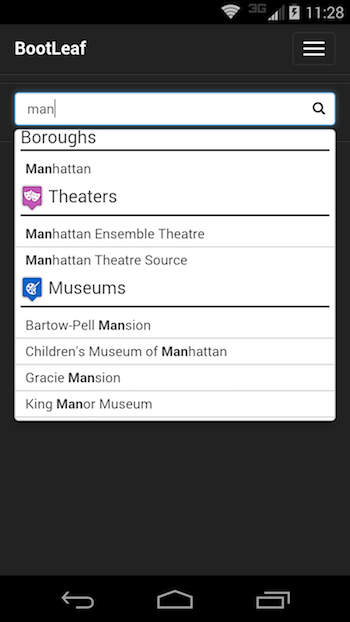 3G 11:28
BootLeaf
man
Boroughs
Manhattan
Theaters
Manhattan Ensemble Theatre
Manhattan Theatre Source
Museums
Bartow-Pell Mansion
Children's Museum of Manhattan
Gracie Mansion
King Manor Museum